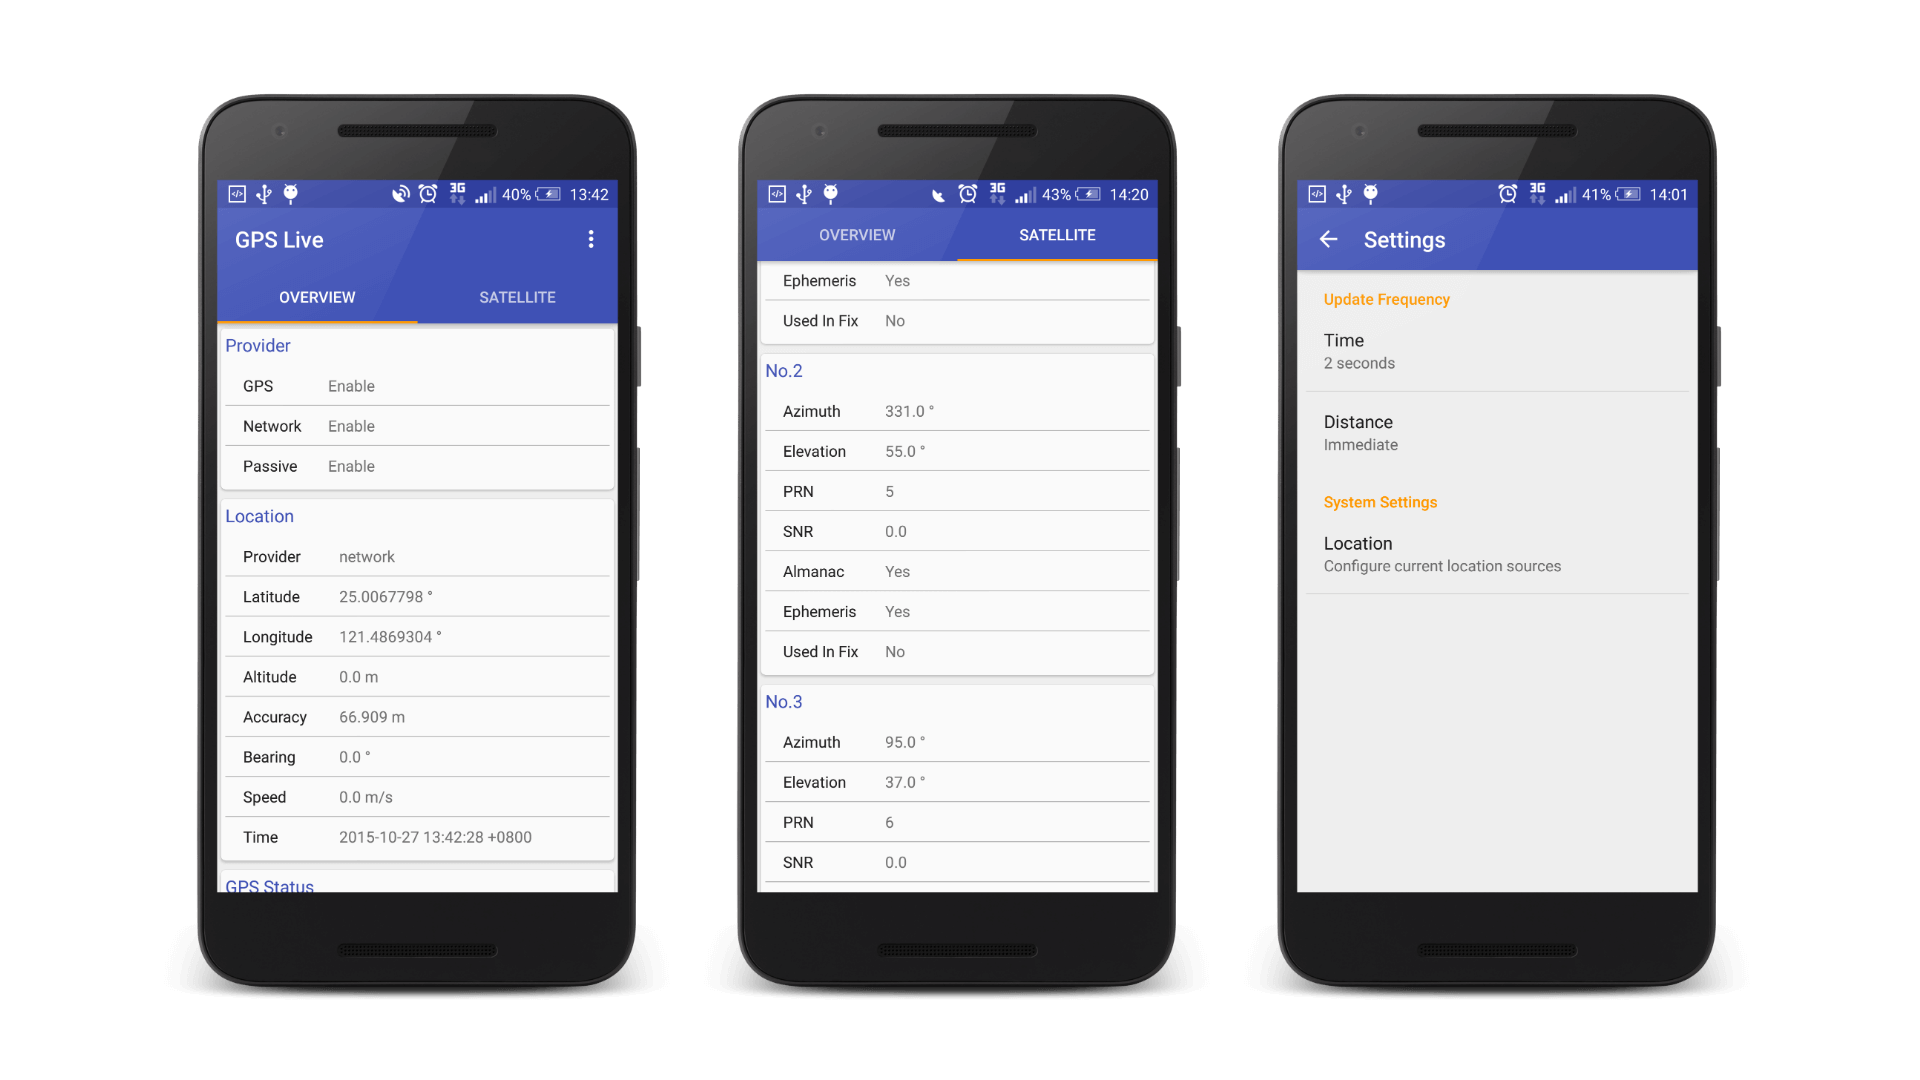 3G 40% 13:42
GPS Live
OVERVIEW SATELLITE
Provider
GPS Enable
Network Enable
Passive Enable
Location
Provider network
Latitude 25.0067798 °
Longitude 121.4869304 °
Altitude 0.0 m
Accuracy 66.909 m
Bearing 0.0 °
Speed 0.0 m/s
Time 2015-10-27 13:42:28 +0800
GPS Status
3G 43% 14:20
OVERVIEW SATELLITE
Ephemeris Yes
Used In Fix No
No.2
Azimuth 331.0 °
Elevation 55.0 °
PRN 5
SNR 0.0
Almanac Yes
Ephemeris Yes
Used In Fix No
No.3
Azimuth 95.0 °
Elevation 37.0 °
PRN 6
SNR 0.0
3G 41% 14:01
Settings
Update Frequency
Time
2 seconds
Distance
Immediate
System Settings
Location
Configure current location sources